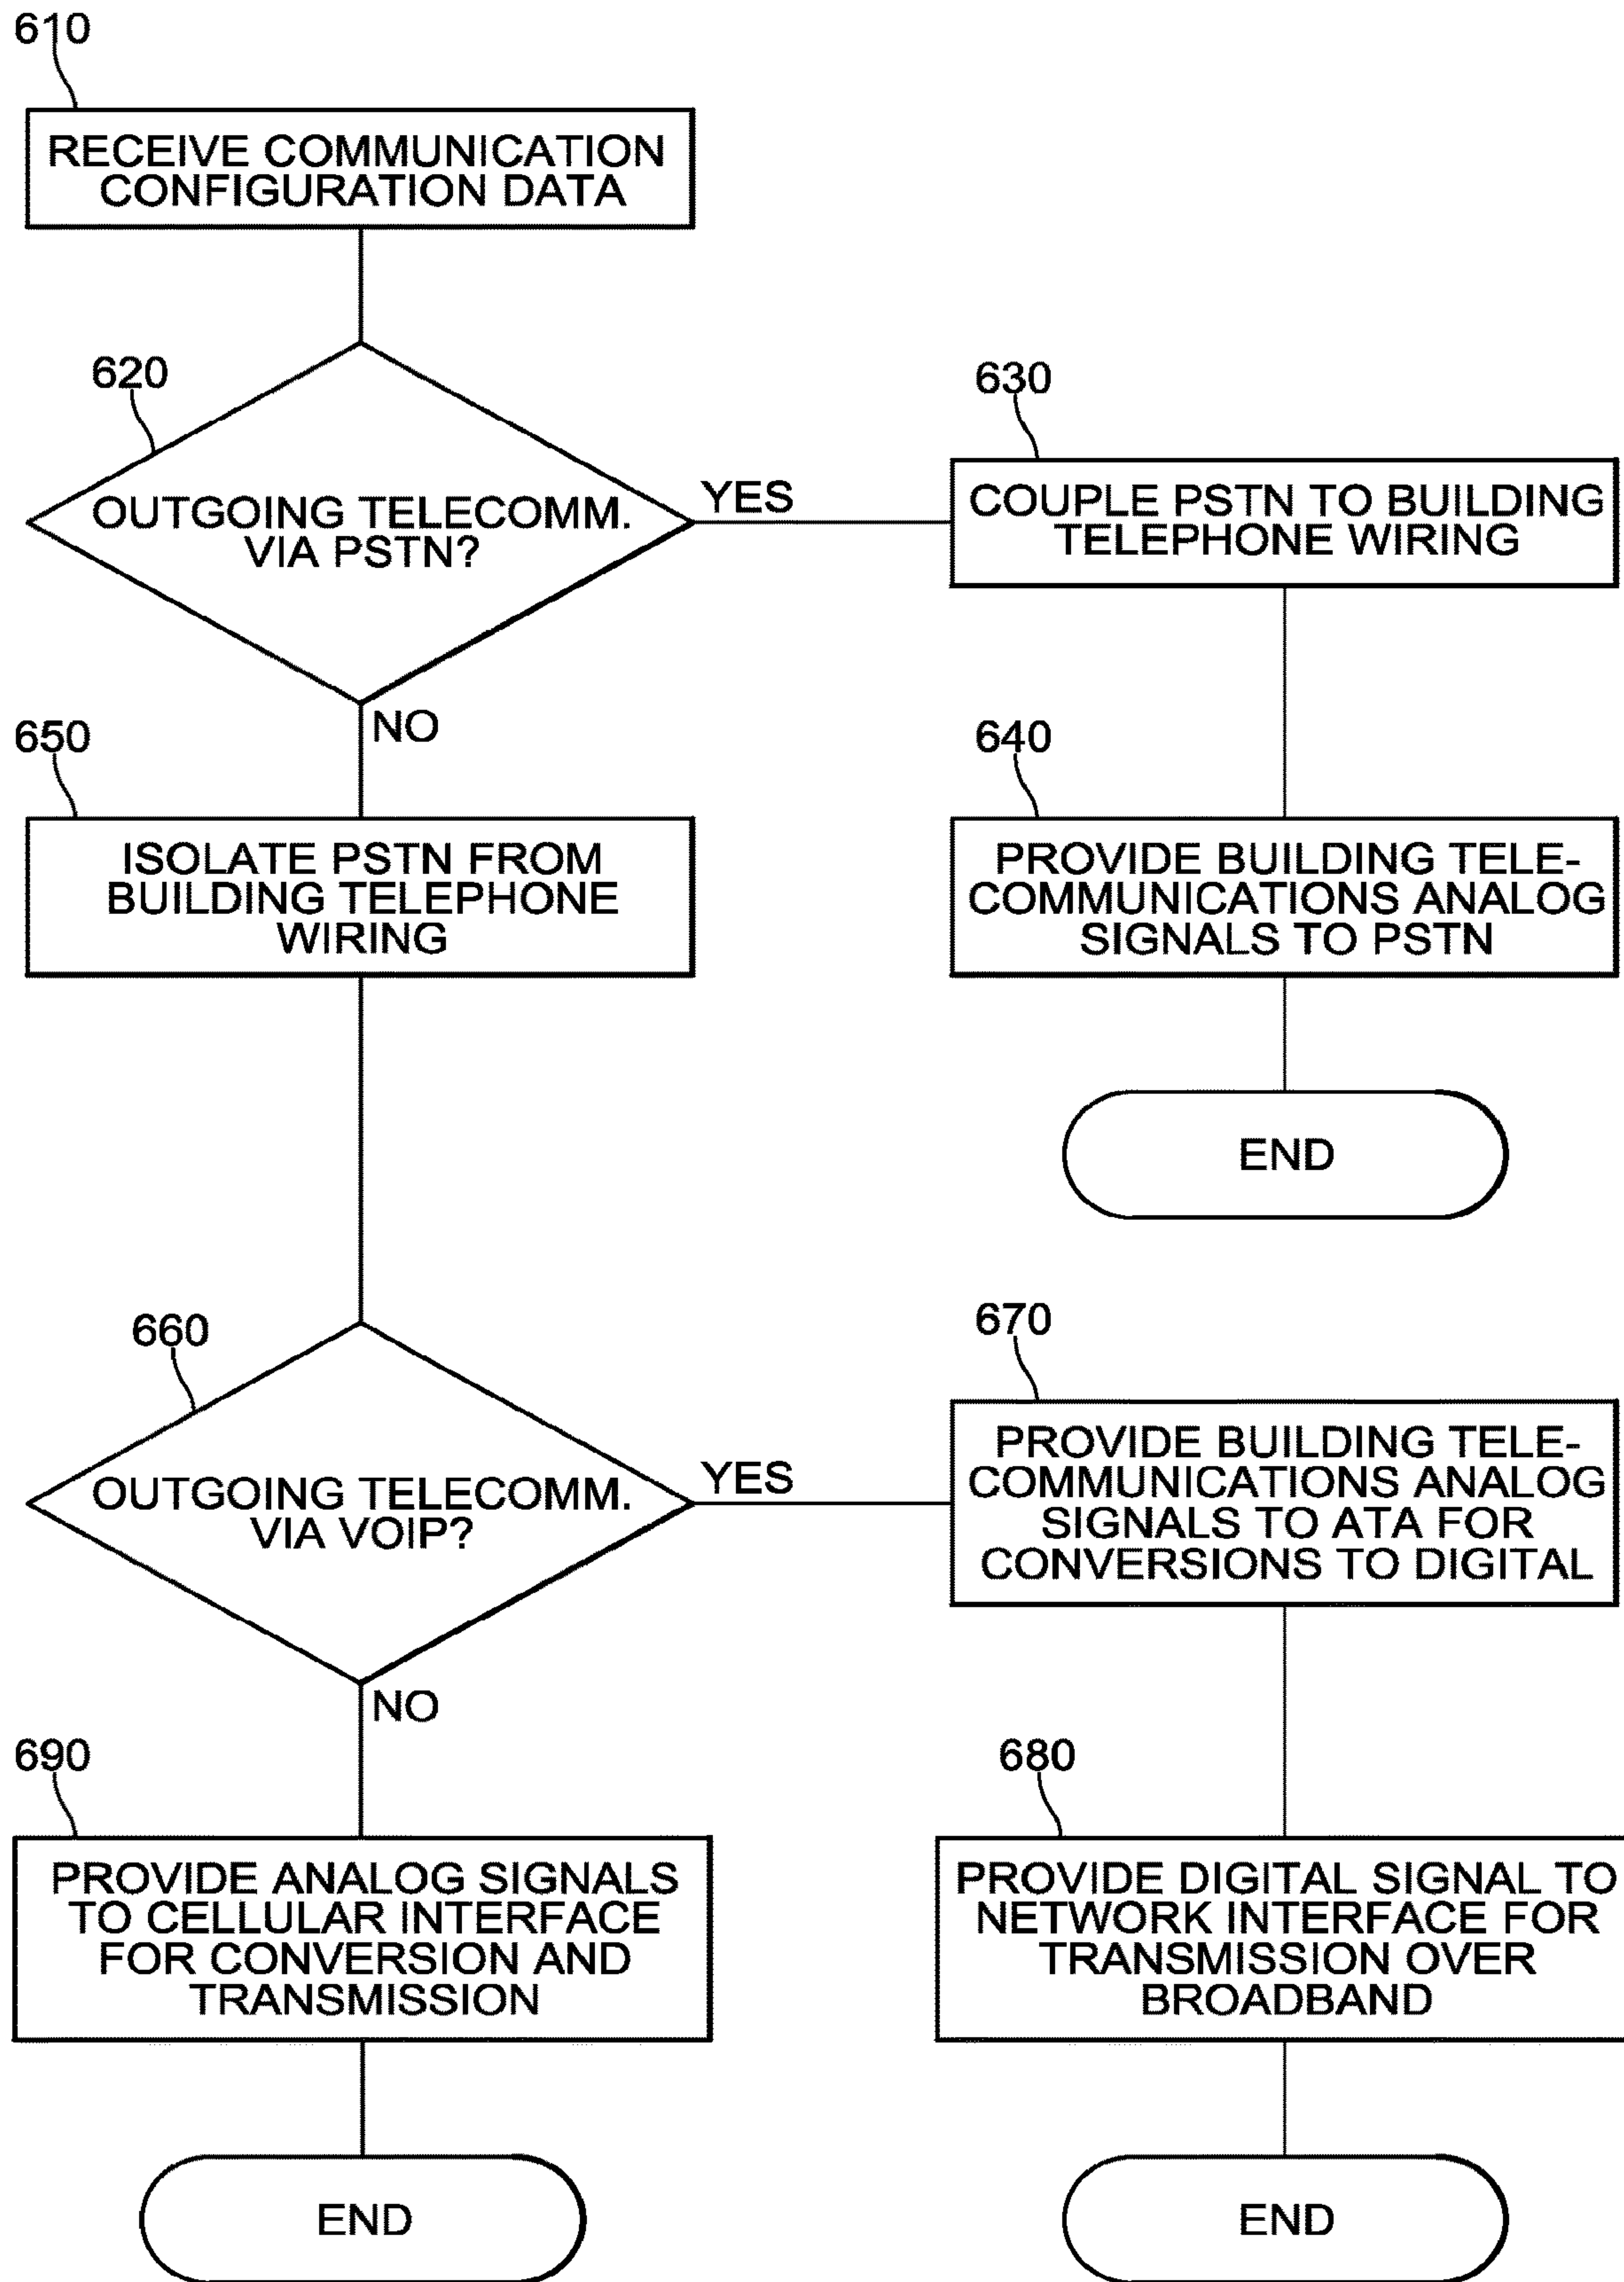 610
RECEIVE COMMUNICATION
CONFIGURATION DATA
620
OUTGOING TELECOMM.
VIA PSTN?
YES
NO
630
COUPLE PSTN TO BUILDING
TELEPHONE WIRING
640
PROVIDE BUILDING TELE-
COMMUNICATIONS ANALOG
SIGNALS TO PSTN
END
650
ISOLATE PSTN FROM
BUILDING TELEPHONE
WIRING
660
OUTGOING TELECOMM.
VIA VOIP?
YES
NO
670
PROVIDE BUILDING TELE-
COMMUNICATIONS ANALOG
SIGNALS TO ATA FOR
CONVERSIONS TO DIGITAL
680
PROVIDE DIGITAL SIGNAL TO
NETWORK INTERFACE FOR
TRANSMISSION OVER
BROADBAND
END
690
PROVIDE ANALOG SIGNALS
TO CELLULAR INTERFACE
FOR CONVERSION AND
TRANSMISSION
END